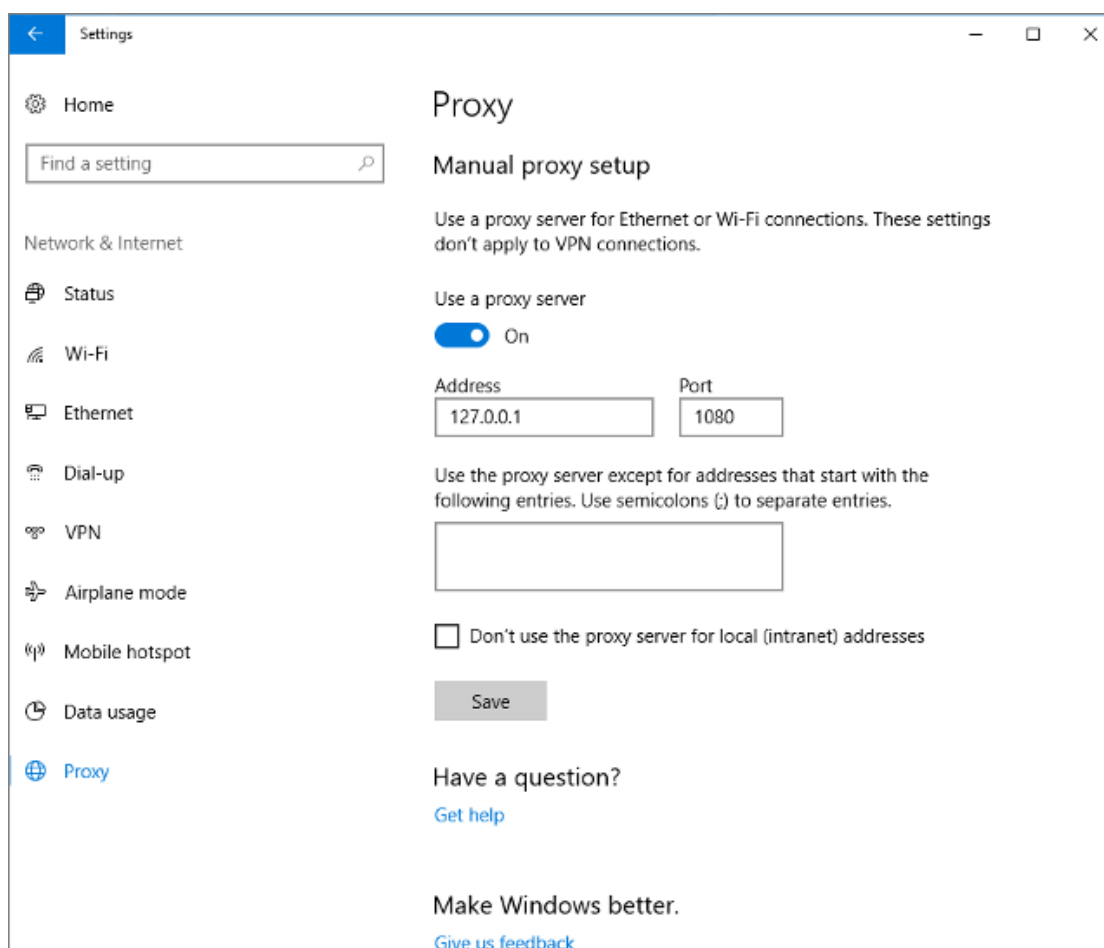 Settings
Home
Find a setting
Network & Internet
Status
Wi-Fi
Ethernet
Dial-up
VPN
Airplane mode
Mobile hotspot
Data usage
Proxy
Proxy
Manual proxy setup
Use a proxy server for Ethernet or Wi-Fi connections. These settings
don't apply to VPN connections.
Use a proxy server
On
Address Port
127.0.0.1 1080
Use the proxy server except for addresses that start with the
following entries. Use semicolons (;) to separate entries.
Don't use the proxy server for local (intranet) addresses
Save
Have a question?
Get help
Make Windows better.
Give us feedback